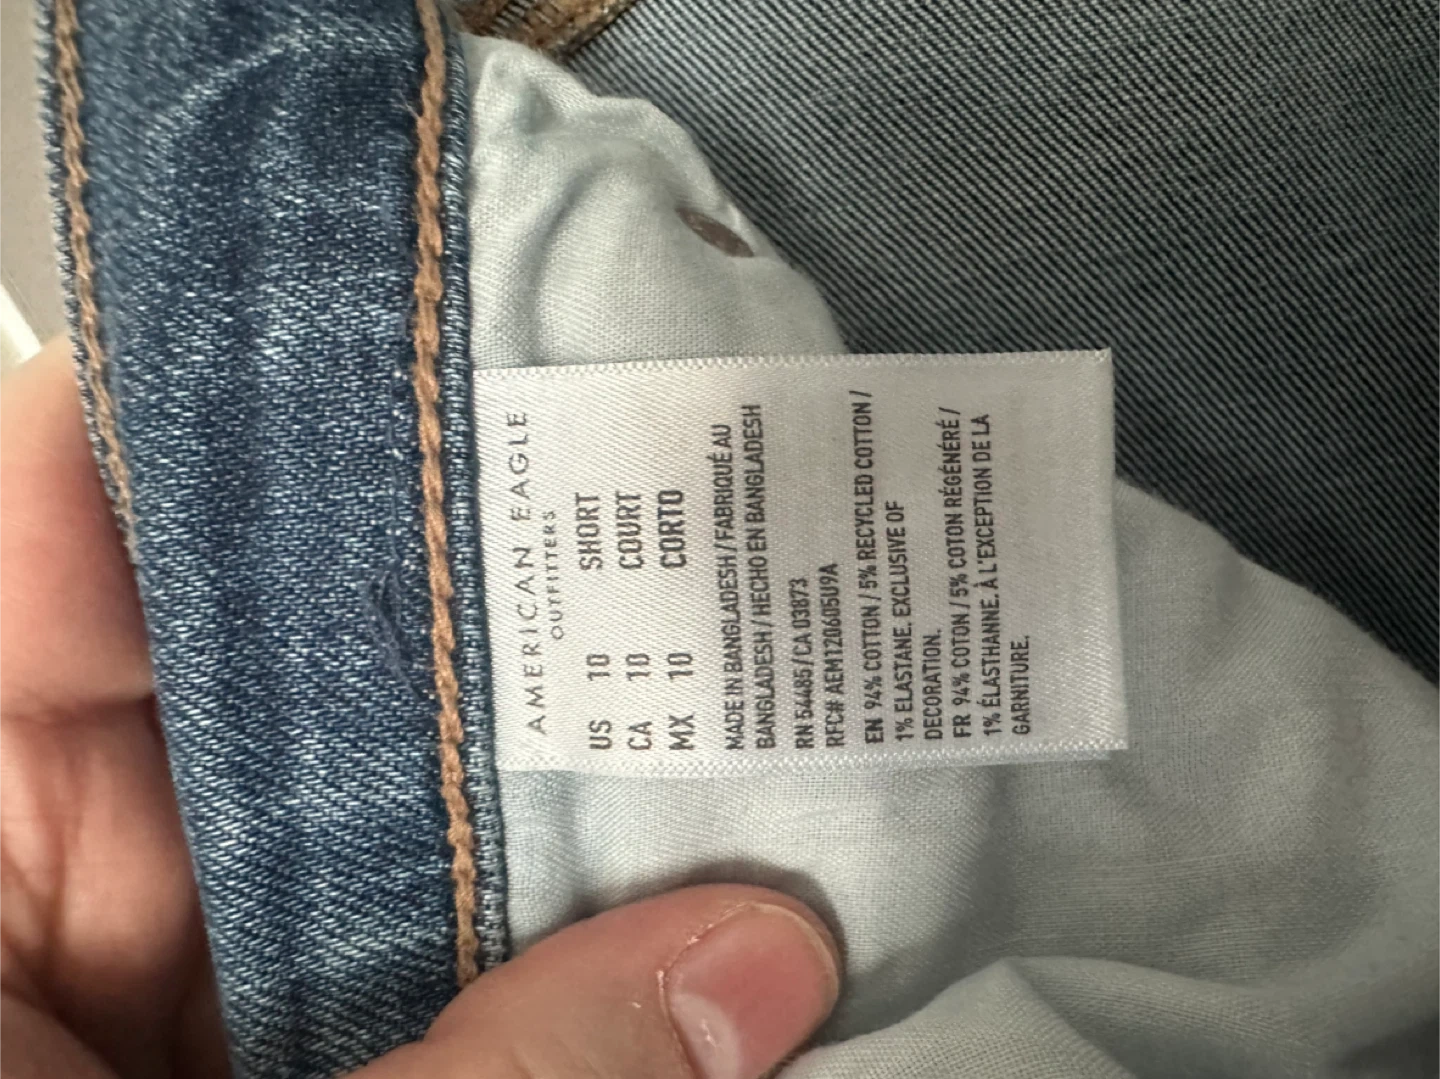 AMERICAN EAGLE
OUTFITTERS
US 10 SHORT
CA 10 COURT
MX 10 CORTO
MADE IN BANGLADESH / FABRIQUÉ AU
BANGLADESH / HECHO EN BANGLADESH
RN 54485 / CA 03873
RFC# AEM120605U9A
EN 94% COTTON / 5% RECYCLED COTTON /
1% ELASTANE. EXCLUSIVE OF
DECORATION.
FR 94% COTON / 5% COTON RÉGÉNÉRÉ /
1% ÉLASTHANNE. À L'EXCEPTION DE LA
GARNITURE.